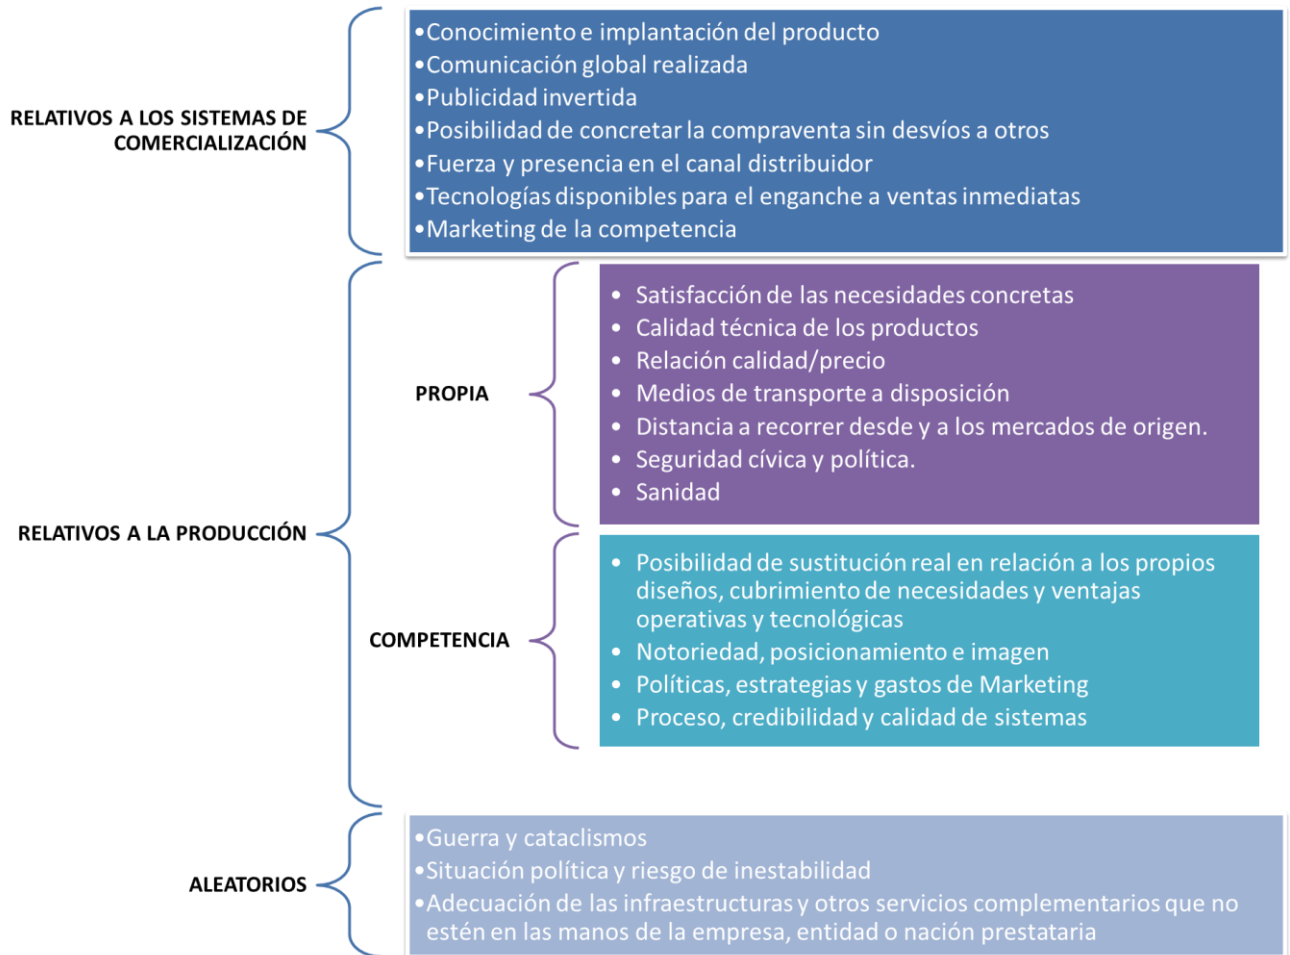 RELATIVOS A LOS SISTEMAS DE
COMERCIALIZACIÓN
•Conocimiento e implantación del producto
•Comunicación global realizada
•Publicidad invertida
•Posibilidad de concretar la compraventa sin desvíos a otros
•Fuerza y presencia en el canal distribuidor
•Tecnologías disponibles para el enganche a ventas inmediatas
•Marketing de la competencia
RELATIVOS A LA PRODUCCIÓN
PROPIA
• Satisfacción de las necesidades concretas
• Calidad técnica de los productos
• Relación calidad/precio
• Medios de transporte a disposición
• Distancia a recorrer desde y a los mercados de origen.
• Seguridad cívica y política.
• Sanidad
COMPETENCIA
• Posibilidad de sustitución real en relación a los propios
diseños, cubrimiento de necesidades y ventajas
operativas y tecnológicas
• Notoriedad, posicionamiento e imagen
• Políticas, estrategias y gastos de Marketing
• Proceso, credibilidad y calidad de sistemas
ALEATORIOS
•Guerra y cataclismos
•Situación política y riesgo de inestabilidad
•Adecuación de las infraestructuras y otros servicios complementarios que no
estén en las manos de la empresa, entidad o nación prestataria